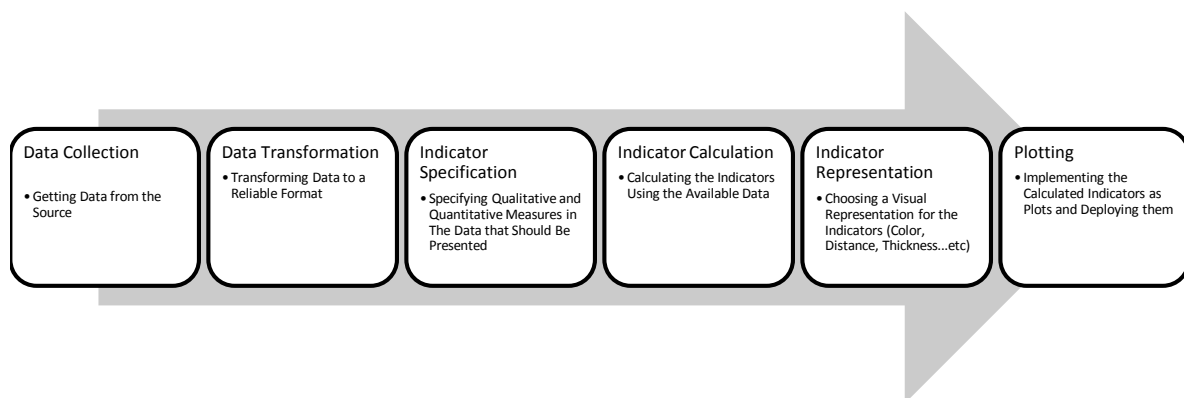 Data Collection
• Getting Data from the
Source
Data Transformation
• Transforming Data to a
Reliable Format
Indicator
Specification
• Specifying Qualitative and
Quantitative Measures in
The Data that Should Be
Presented
Indicator Calculation
• Calculating the Indicators
Using the Available Data
Indicator
Representation
• Choosing a Visual
Representation for the
Indicators (Color,
Distance, Thickness...etc)
Plotting
• Implementing the
Calculated Indicators as
Plots and Deploying them